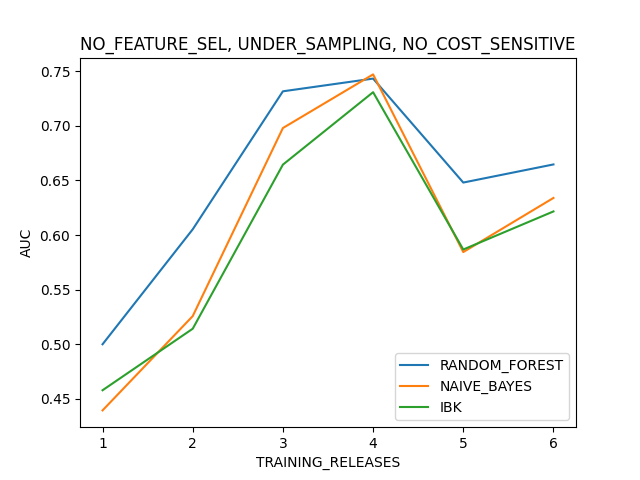 NO_FEATURE_SEL, UNDER_SAMPLING, NO_COST_SENSITIVE
0.75
0.70
0.65
0.60
0.55
0.50
0.45
AUC
RANDOM_FOREST
NAIVE_BAYES
IBK
1 2 3 4 5 6
TRAINING_RELEASES